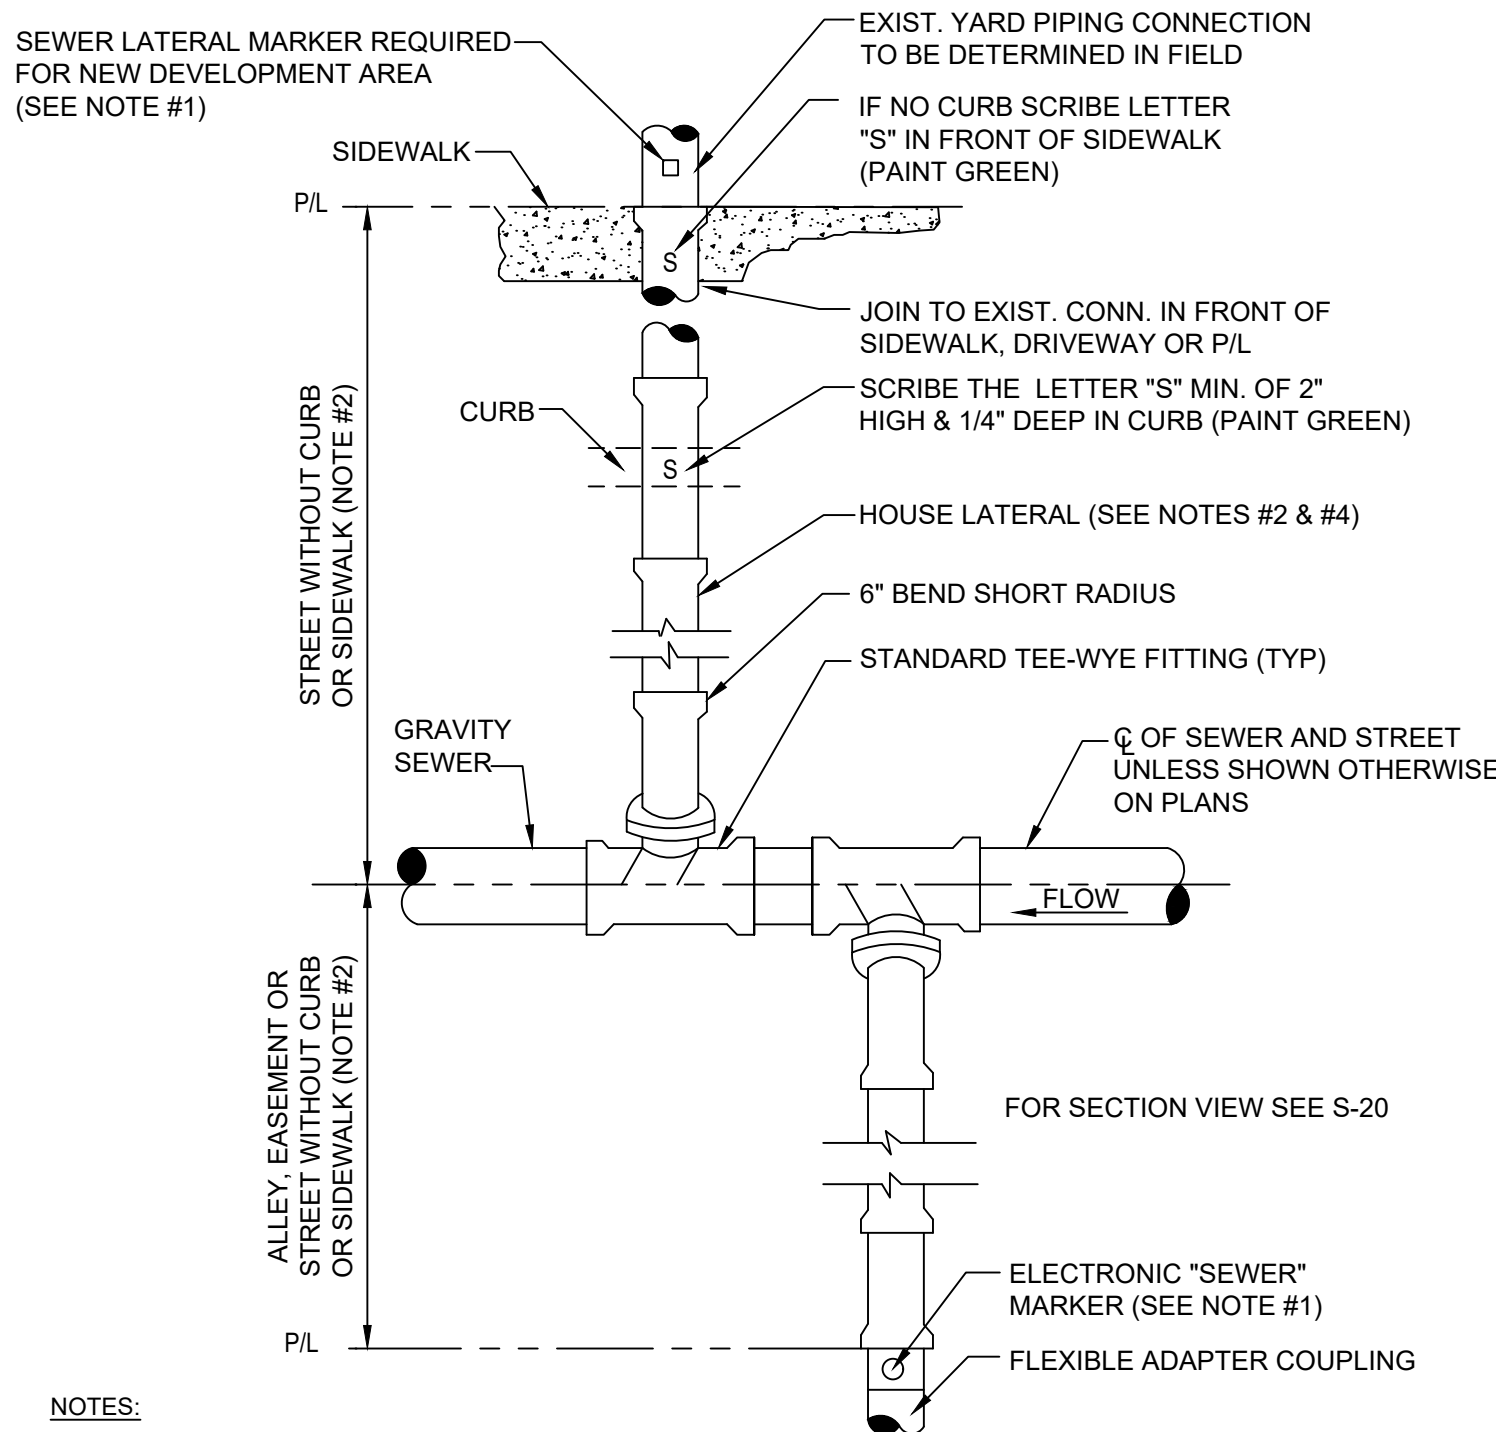 SEWER LATERAL MARKER REQUIRED
FOR NEW DEVELOPMENT AREA
(SEE NOTE #1)
EXIST. YARD PIPING CONNECTION
TO BE DETERMINED IN FIELD
IF NO CURB SCRIBE LETTER
"S" IN FRONT OF SIDEWALK
(PAINT GREEN)
SIDEWALK
P/L
S
JOIN TO EXIST. CONN. IN FRONT OF
SIDEWALK, DRIVEWAY OR P/L
SCRIBE THE LETTER "S" MIN. OF 2"
HIGH & 1/4" DEEP IN CURB (PAINT GREEN)
CURB
S
STREET WITHOUT CURB
OR SIDEWALK (NOTE #2)
HOUSE LATERAL (SEE NOTES #2 & #4)
6" BEND SHORT RADIUS
STANDARD TEE-WYE FITTING (TYP)
GRAVITY
SEWER
℄ OF SEWER AND STREET
UNLESS SHOWN OTHERWISE
ON PLANS
FLOW
ALLEY, EASEMENT OR
STREET WITHOUT CURB
OR SIDEWALK (NOTE #2)
FOR SECTION VIEW SEE S-20
ELECTRONIC "SEWER"
MARKER (SEE NOTE #1)
P/L
FLEXIBLE ADAPTER COUPLING
NOTES: